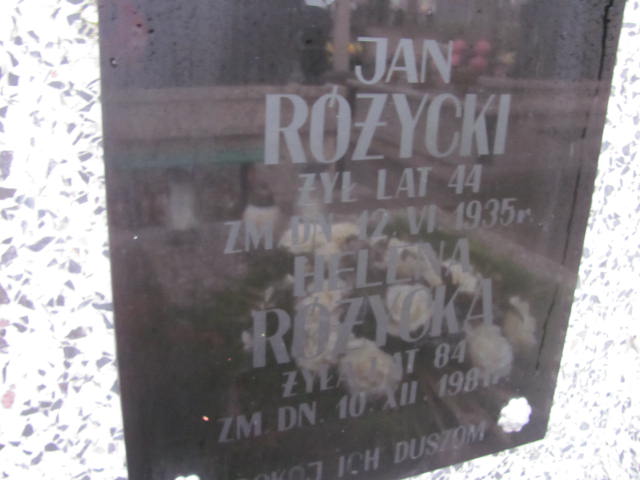 JAN
RÓŻYCKI
ŻYŁ LAT 44
ZM. DN. 12. VI. 1935r.
HELENA
RÓŻYCKA
ŻYŁA LAT 84
ZM. DN. 10. XII. 1981r.
POKÓJ ICH DUSZOM